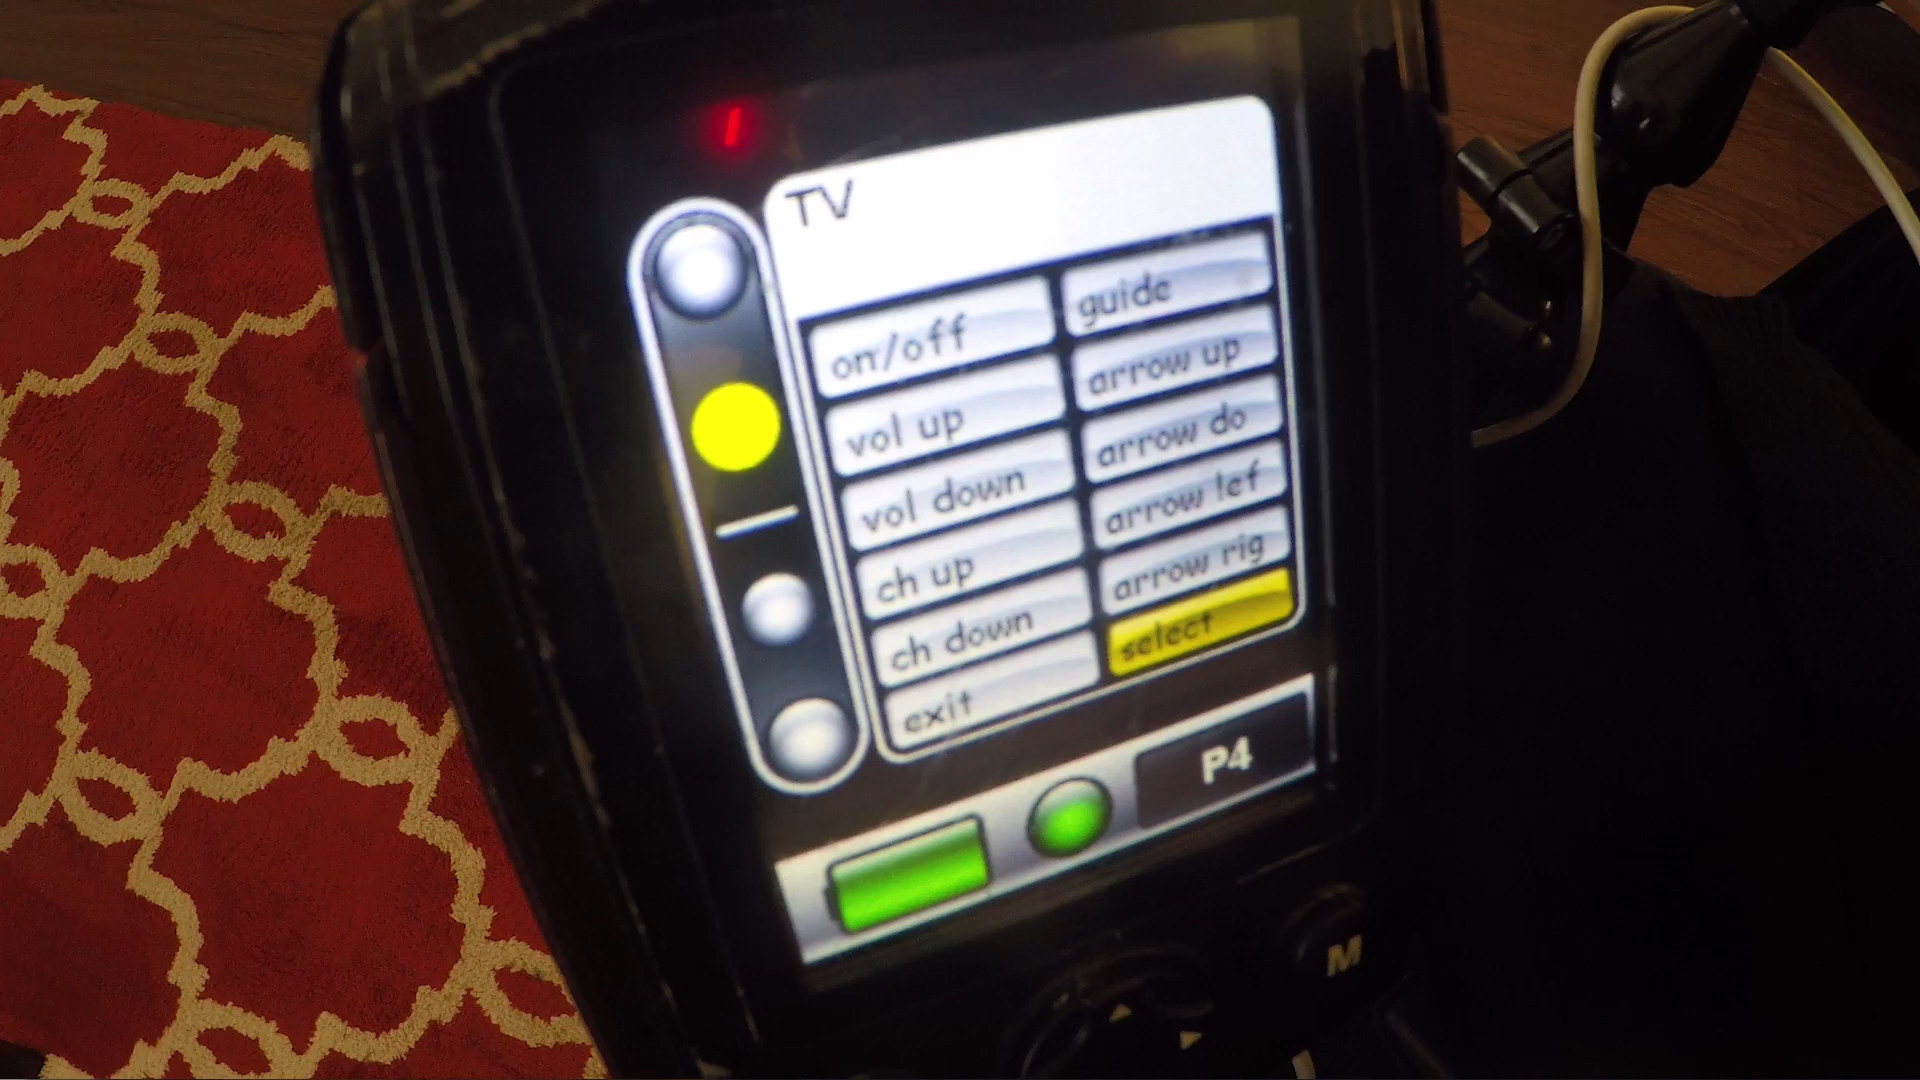 TV
on/off
vol up
vol down
ch up
ch down
exit
guide
arrow up
arrow do
arrow lef
arrow rig
select
P4
M